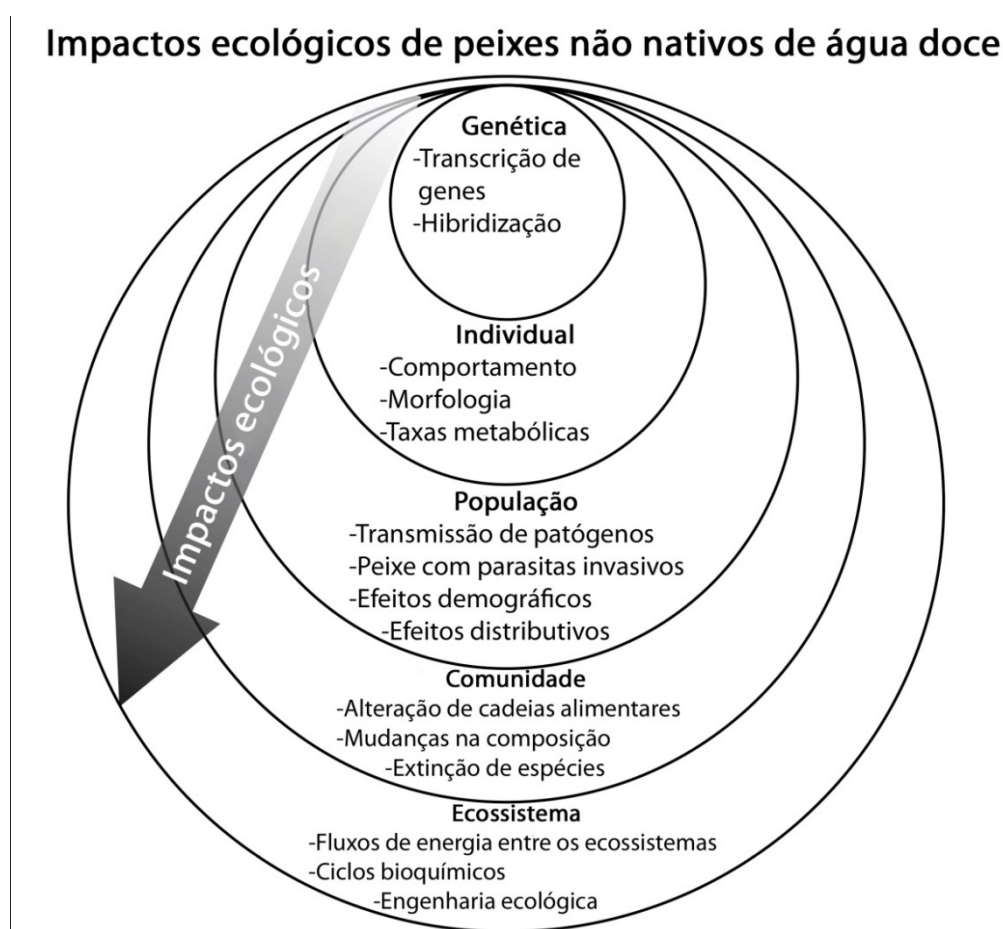 Impactos ecológicos de peixes não nativos de água doce
Genética
-Transcrição de
genes
-Hibridização
Impactos ecológicos
Individual
-Comportamento
-Morfologia
-Taxas metabólicas
População
-Transmissão de patógenos
-Peixe com parasitas invasivos
-Efeitos demográficos
-Efeitos distributivos
Comunidade
-Alteração de cadeias alimentares
-Mudanças na composição
-Extinção de espécies
Ecossistema
-Fluxos de energia entre os ecossistemas
-Ciclos bioquímicos
-Engenharia ecológica